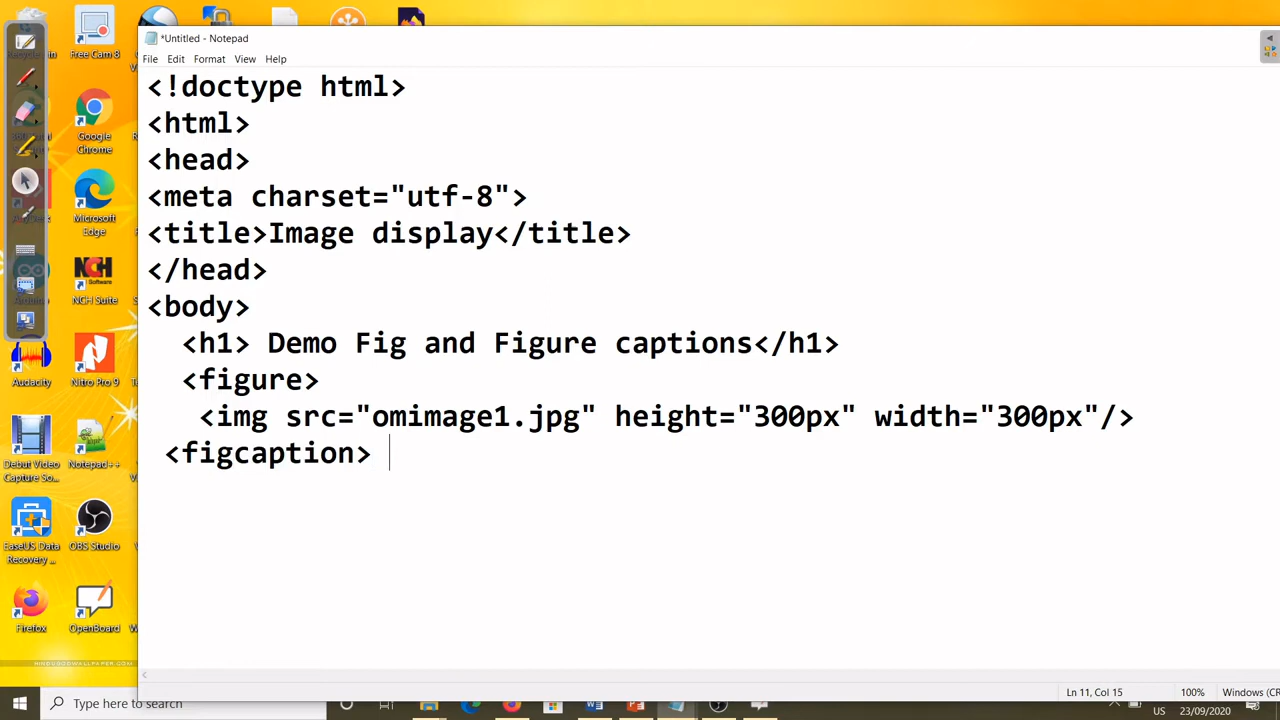 *Untitled - Notepad
File Edit Format View Help
<!doctype html>
<html>
<head>
<meta charset="utf-8">
<title>Image display</title>
</head>
<body>
<h1> Demo Fig and Figure captions</h1>
<figure>
<img src="omimage1.jpg" height="300px" width="300px"/>
<figcaption>
Free Cam 8
Google
Chrome
Microsoft
Edge
NCH Suite
Audacity
Nitro Pro 9
Debut Video
Capture So...
Notepad++
EaseUS Data
Recovery ...
OBS Studio
Firefox
OpenBoard
Ln 11, Col 15
100%
Windows (CR
Type here to search
US
23/09/2020